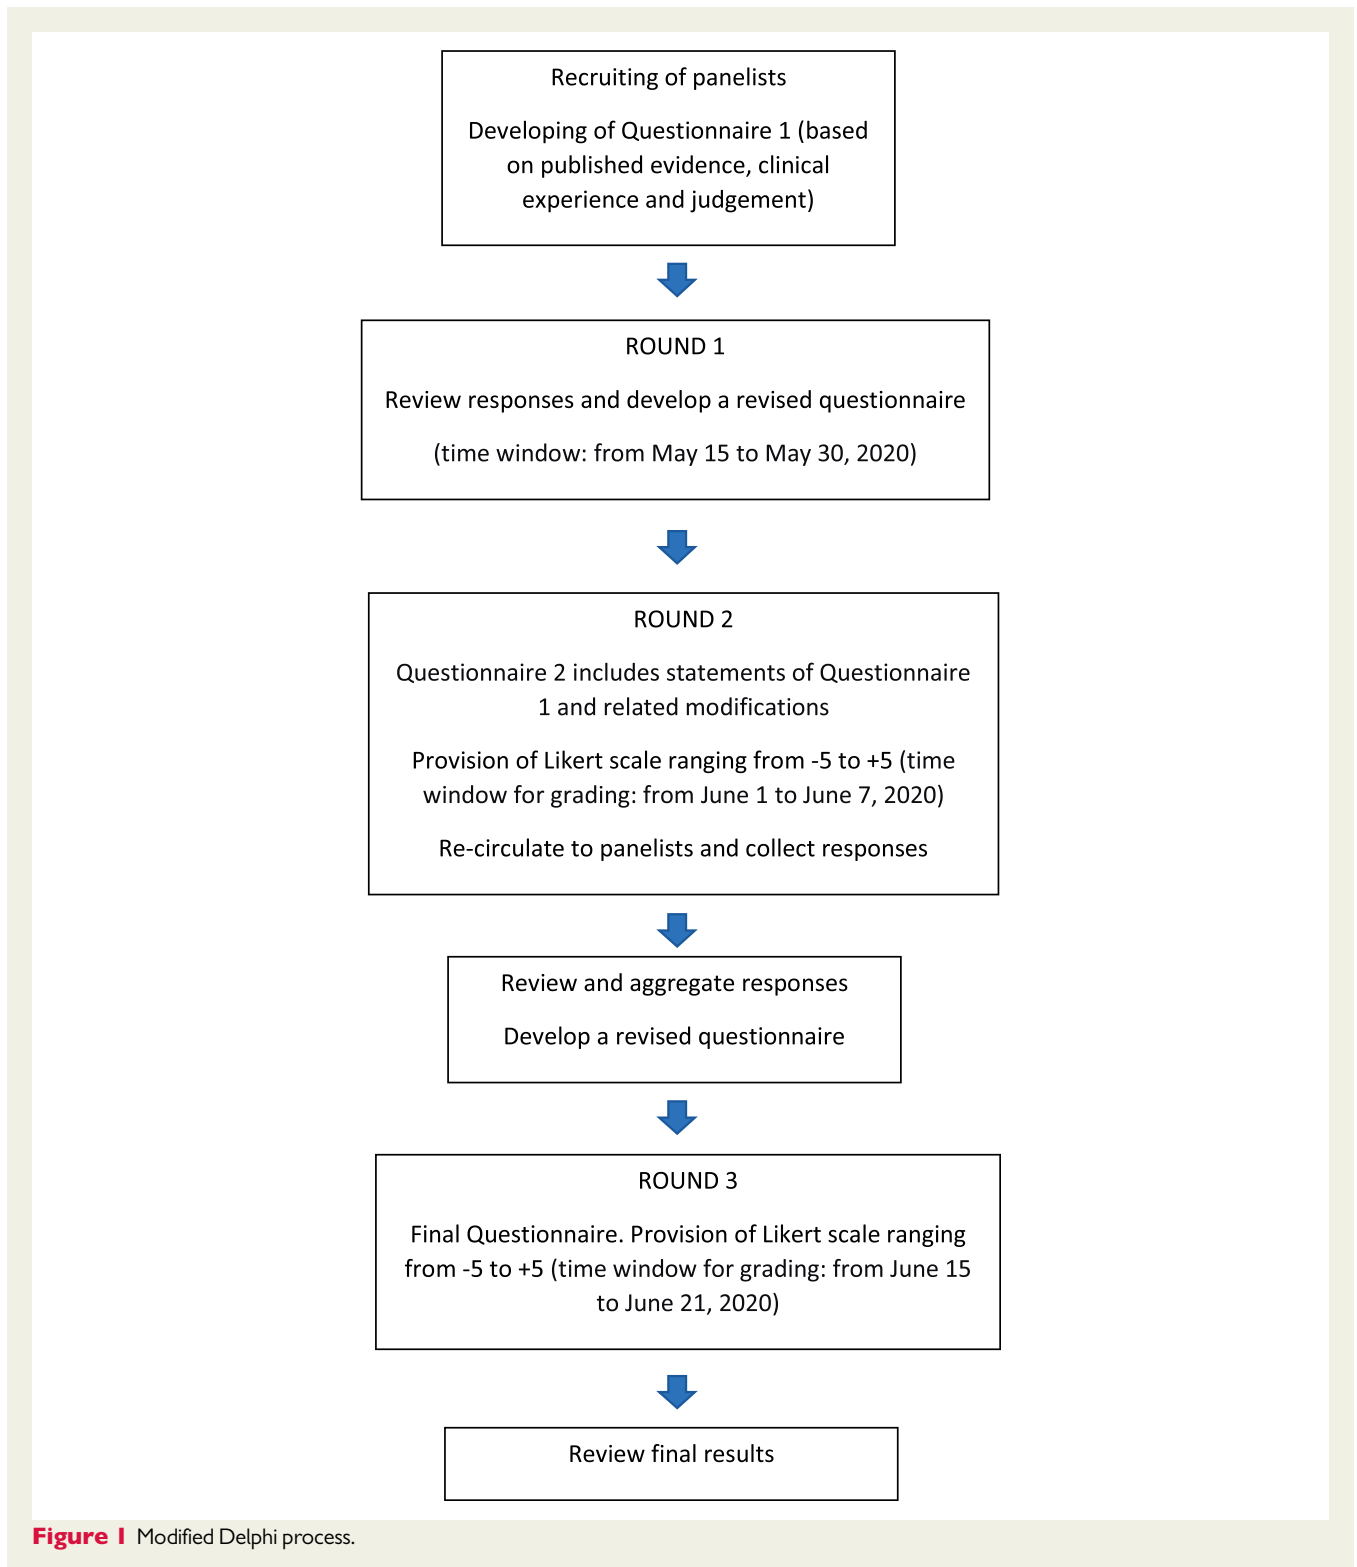 Recruiting of panelists
Developing of Questionnaire 1 (based
on published evidence, clinical
experience and judgement)
ROUND 1
Review responses and develop a revised questionnaire
(time window: from May 15 to May 30, 2020)
ROUND 2
Questionnaire 2 includes statements of Questionnaire
1 and related modifications
Provision of Likert scale ranging from -5 to +5 (time
window for grading: from June 1 to June 7, 2020)
Re-circulate to panelists and collect responses
Review and aggregate responses
Develop a revised questionnaire
ROUND 3
Final Questionnaire. Provision of Likert scale ranging
from -5 to +5 (time window for grading: from June 15
to June 21, 2020)
Review final results
Figure 1 Modified Delphi process.